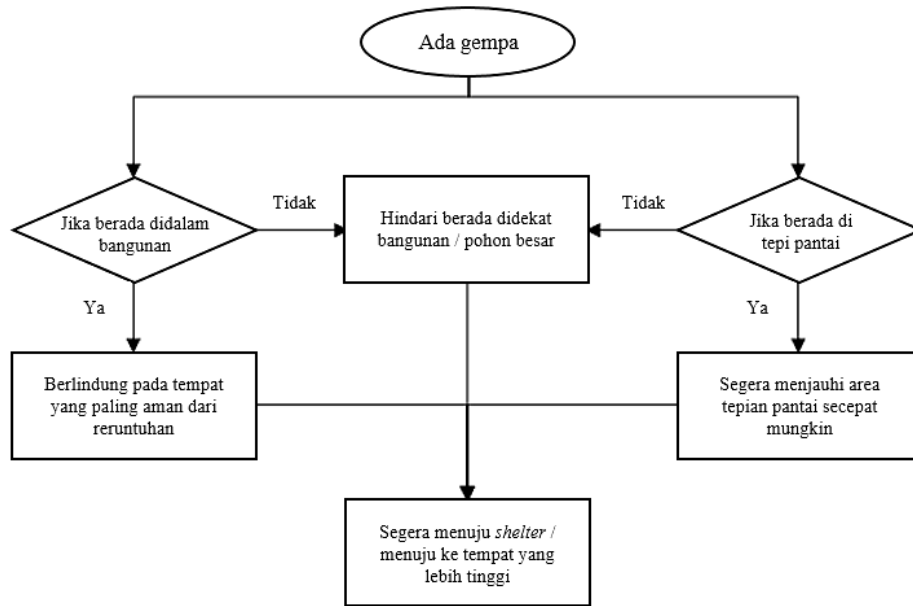 Ada gempa
Jika berada didalam
bangunan
Tidak
Hindari berada didekat
bangunan / pohon besar
Tidak
Jika berada di
tepi pantai
Ya
Ya
Berlindung pada tempat
yang paling aman dari
reruntuhan
Segera menjauhi area
tepian pantai secepat
mungkin
Segera menuju shelter /
menuju ke tempat yang
lebih tinggi